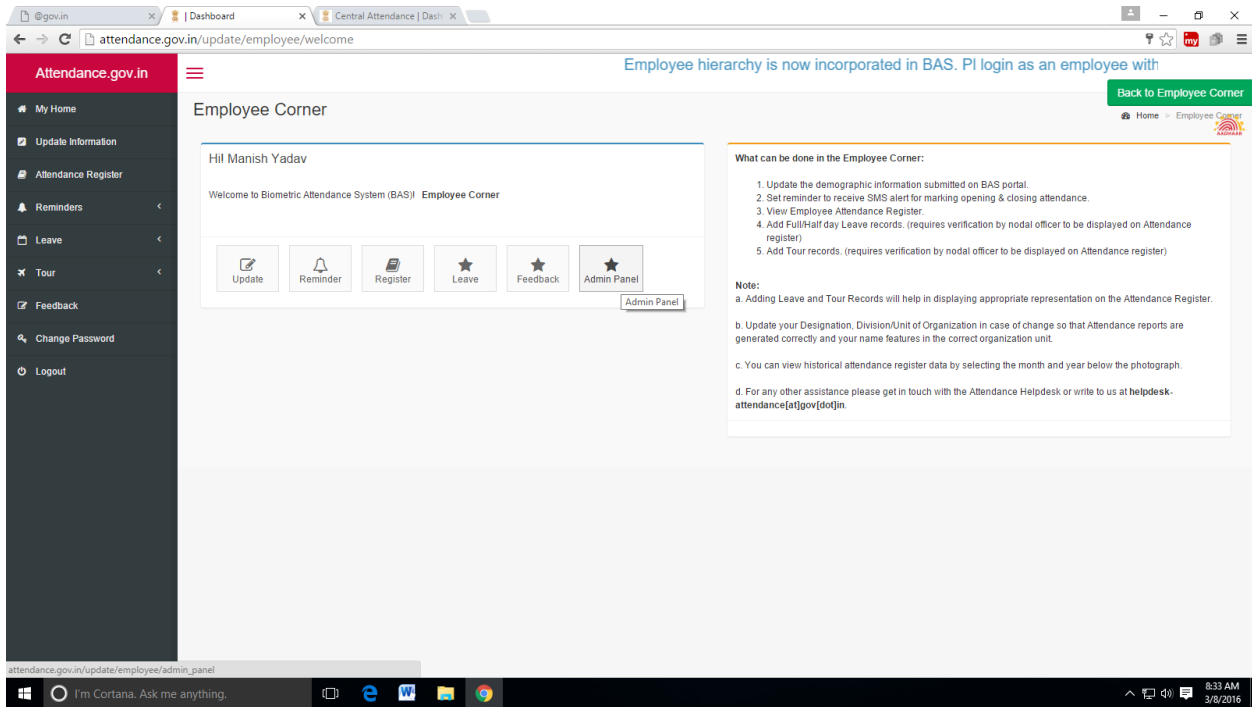 @gov.in
| Dashboard
Central Attendance | Dash
attendance.gov.in/update/employee/welcome
my
Attendance.gov.in
Employee hierarchy is now incorporated in BAS. Pl login as an employee with
Back to Employee Corner
My Home
Update Information
Attendance Register
Reminders
Leave
Tour
Feedback
Change Password
Logout
Employee Corner
Home > Employee Corner
AADHAAR
Hi! Manish Yadav
Welcome to Biometric Attendance System (BAS)! Employee Corner
Update
Reminder
Register
Leave
Feedback
Admin Panel
Admin Panel
What can be done in the Employee Corner:
1. Update the demographic information submitted on BAS portal.
2. Set reminder to receive SMS alert for marking opening & closing attendance.
3. View Employee Attendance Register.
4. Add Full/Half day Leave records. (requires verification by nodal officer to be displayed on Attendance
register)
5. Add Tour records. (requires verification by nodal officer to be displayed on Attendance register)
Note:
a. Adding Leave and Tour Records will help in displaying appropriate representation on the Attendance Register.
b. Update your Designation, Division/Unit of Organization in case of change so that Attendance reports are
generated correctly and your name features in the correct organization unit.
c. You can view historical attendance register data by selecting the month and year below the photograph.
d. For any other assistance please get in touch with the Attendance Helpdesk or write to us at helpdesk-
attendance[at]gov[dot]in.
attendance.gov.in/update/employee/admin_panel
I'm Cortana. Ask me anything.
8:33 AM
3/8/2016